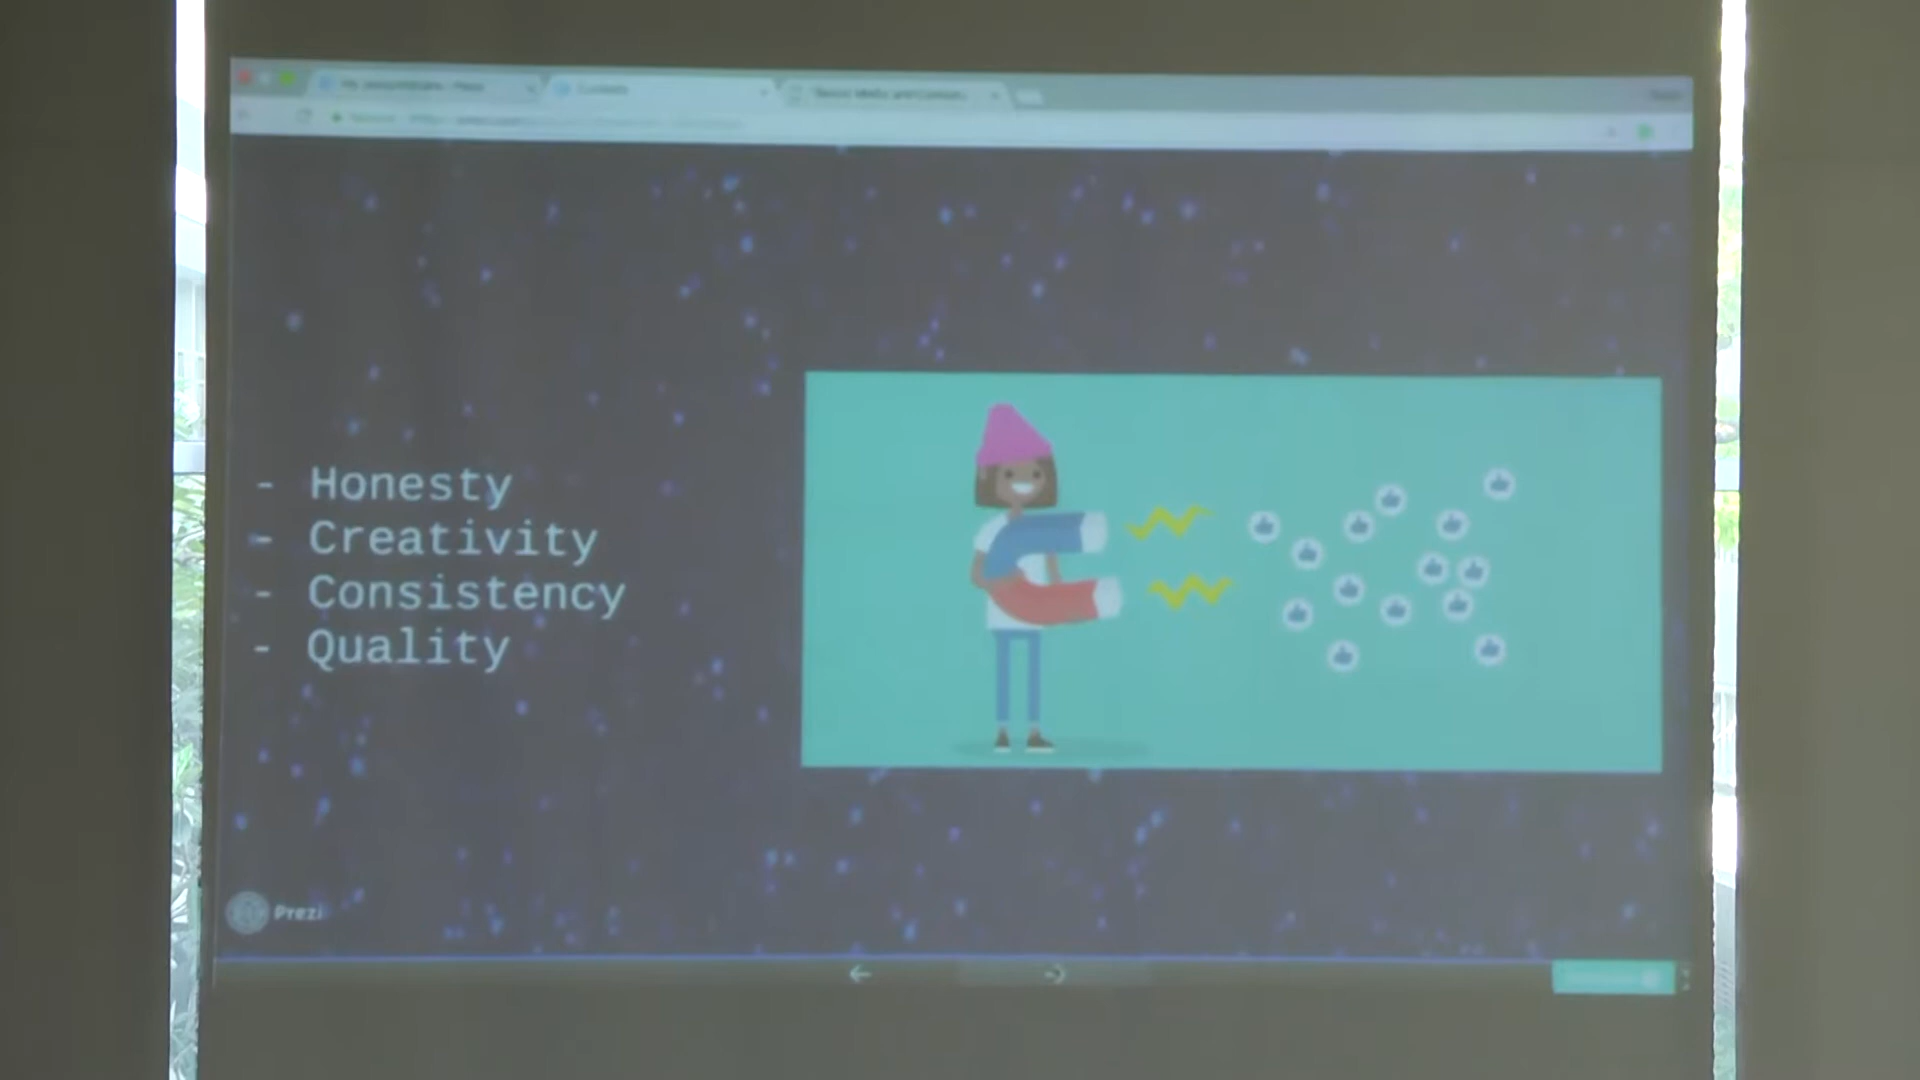 - Honesty
- Creativity
- Consistency
- Quality
Prezi